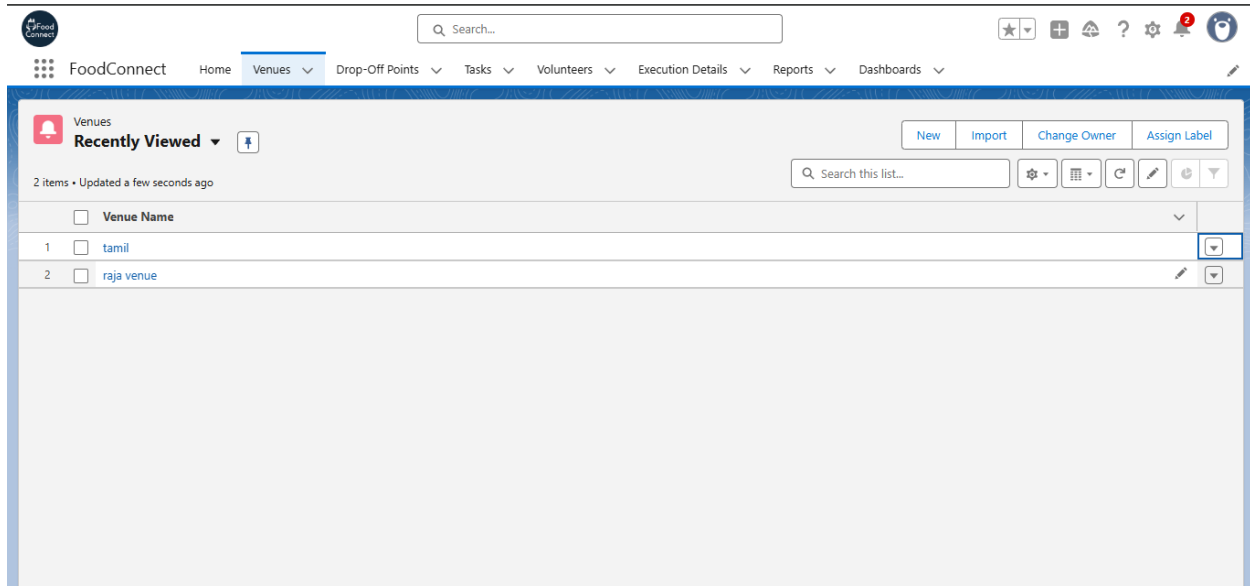 Food
Connect
Search...
2
FoodConnect Home Venues Drop-Off Points Tasks Volunteers Execution Details Reports Dashboards
Venues
Recently Viewed
New Import Change Owner Assign Label
2 items • Updated a few seconds ago
Search this list...
Venue Name
1 tamil
2 raja venue